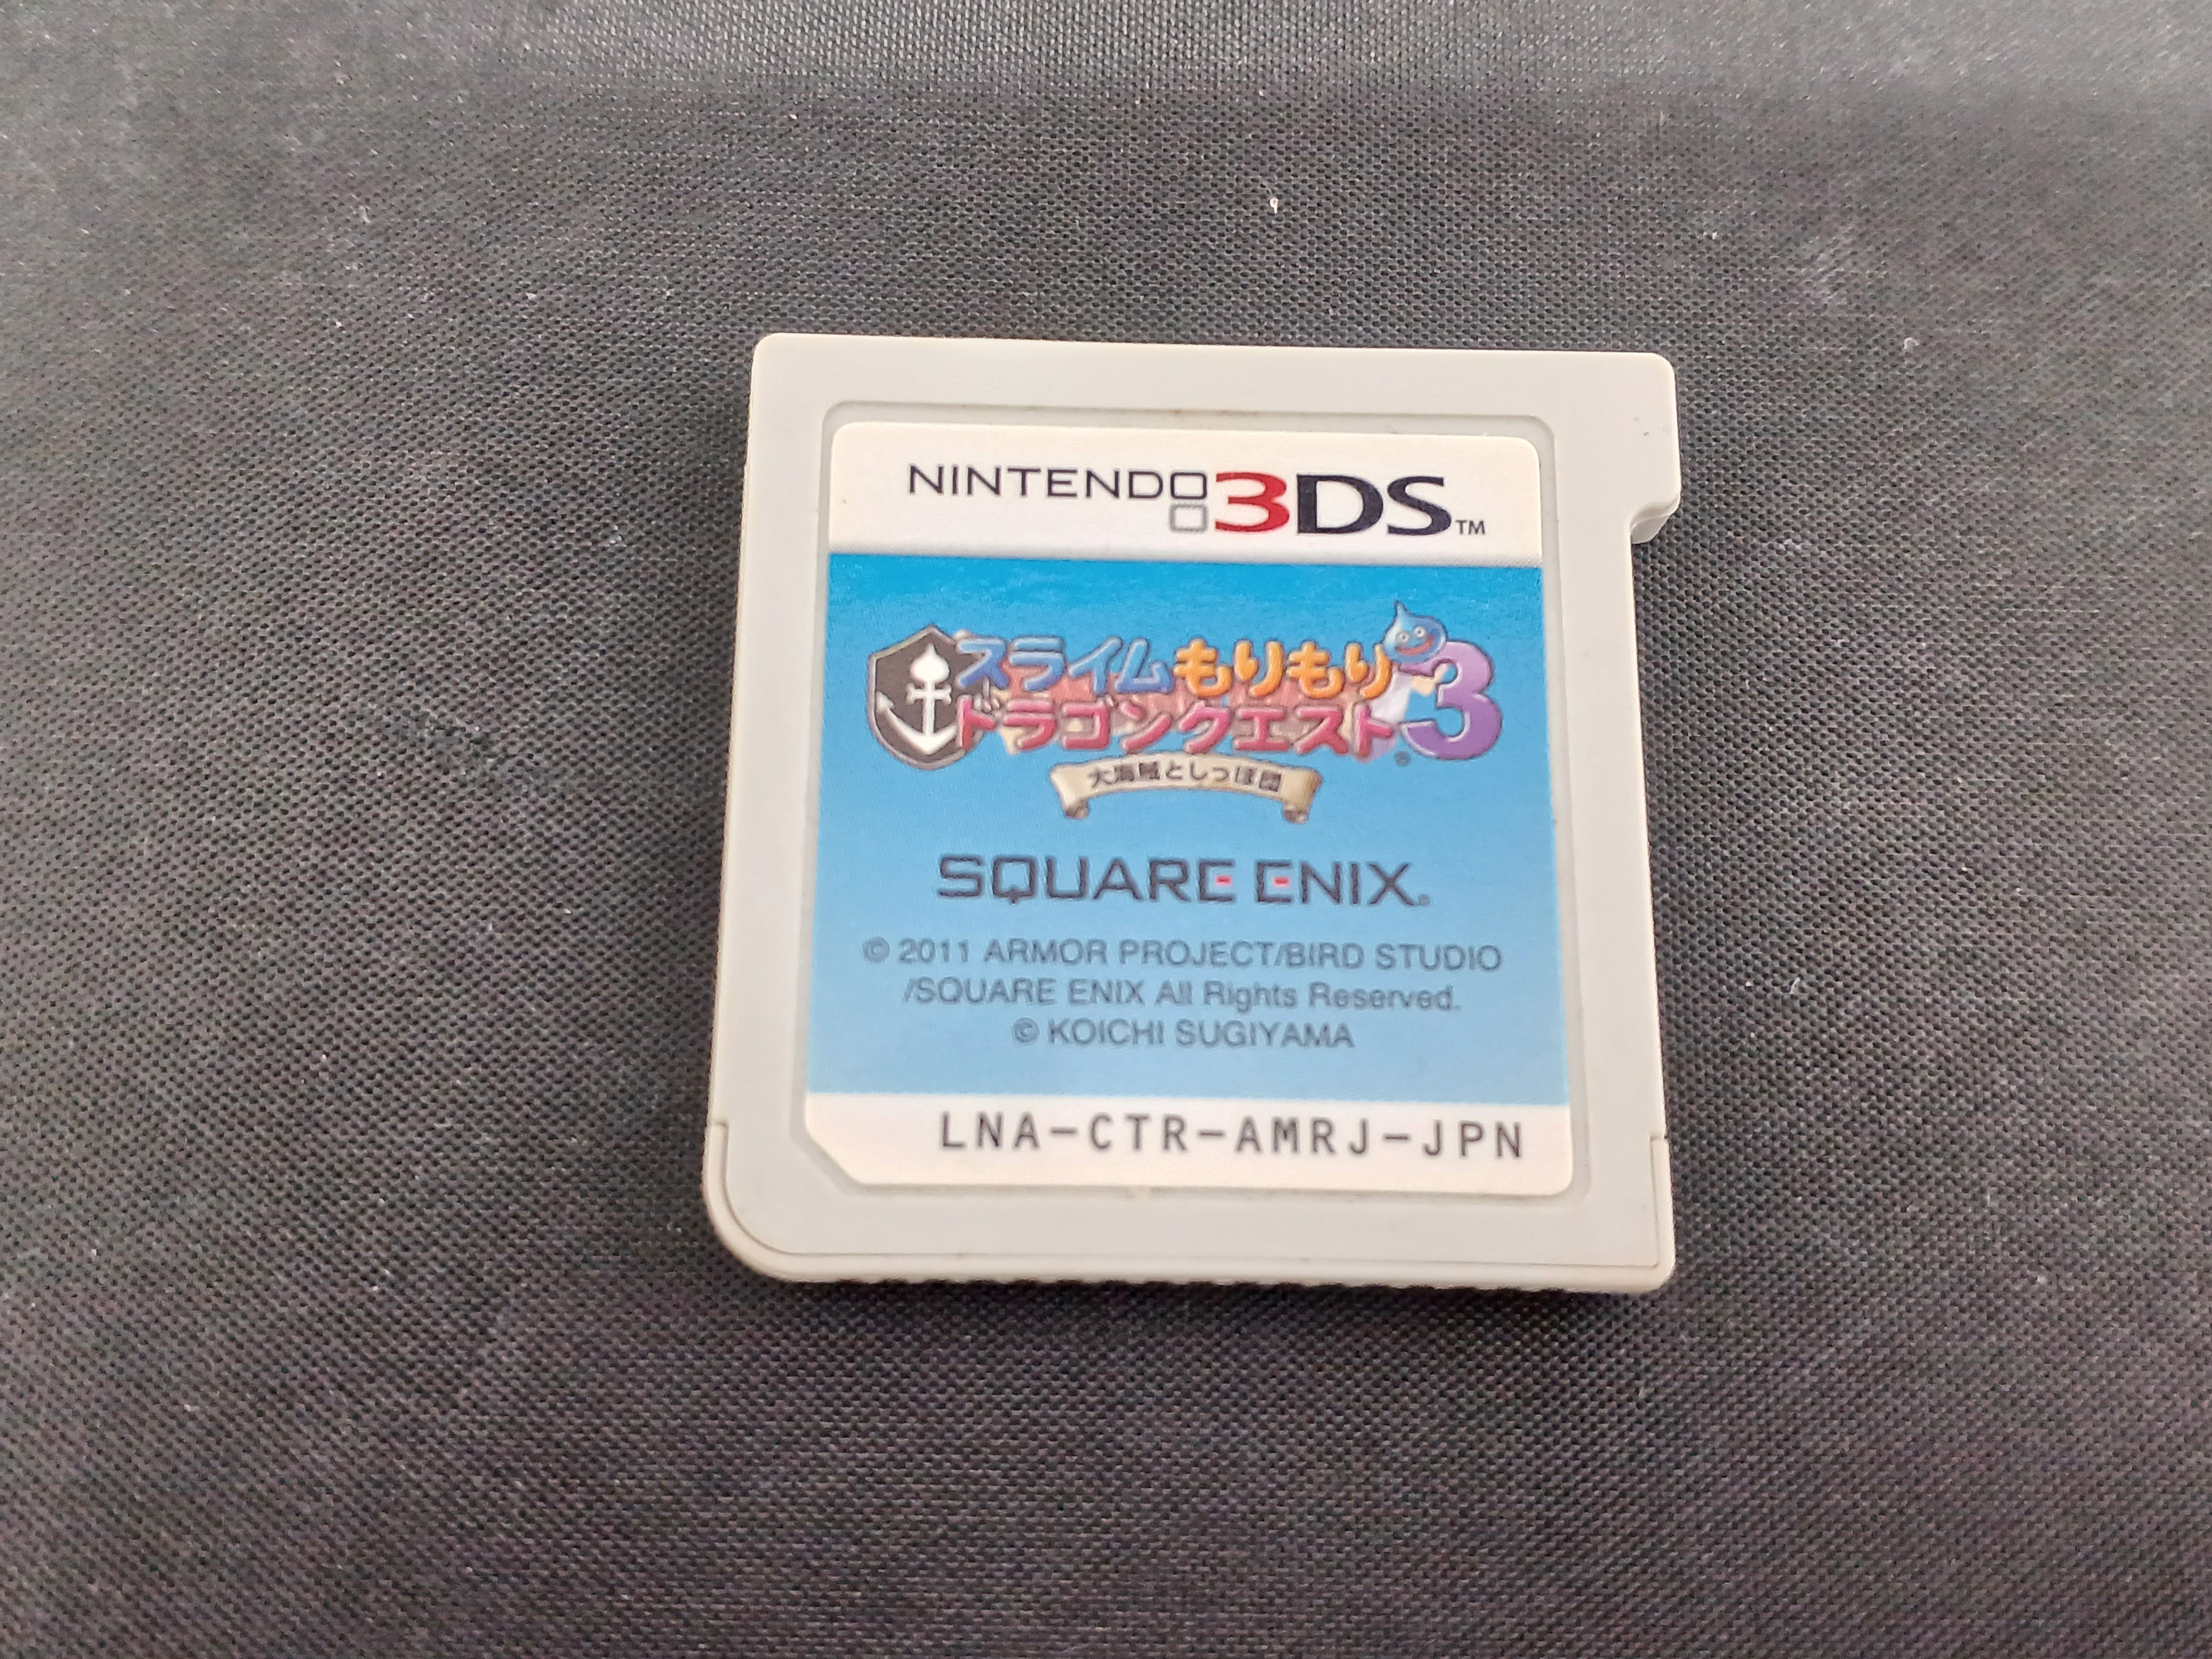 NINTENDO 3DS™
スライムもりもり
ドラゴンクエスト®3
大海賊としっぽ団
SQUARE ENIX®
© 2011 ARMOR PROJECT/BIRD STUDIO
/SQUARE ENIX All Rights Reserved.
© KOICHI SUGIYAMA
LNA-CTR-AMRJ-JPN